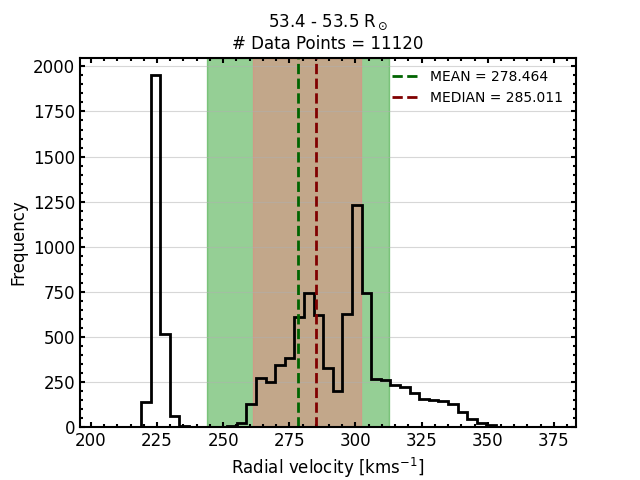 53.4 - 53.5 R⊙
# Data Points = 11120
MEAN = 278.464
MEDIAN = 285.011
2000
1750
1500
1250
1000
750
500
250
0
Frequency
200 225 250 275 300 325 350 375
Radial velocity [kms⁻¹]